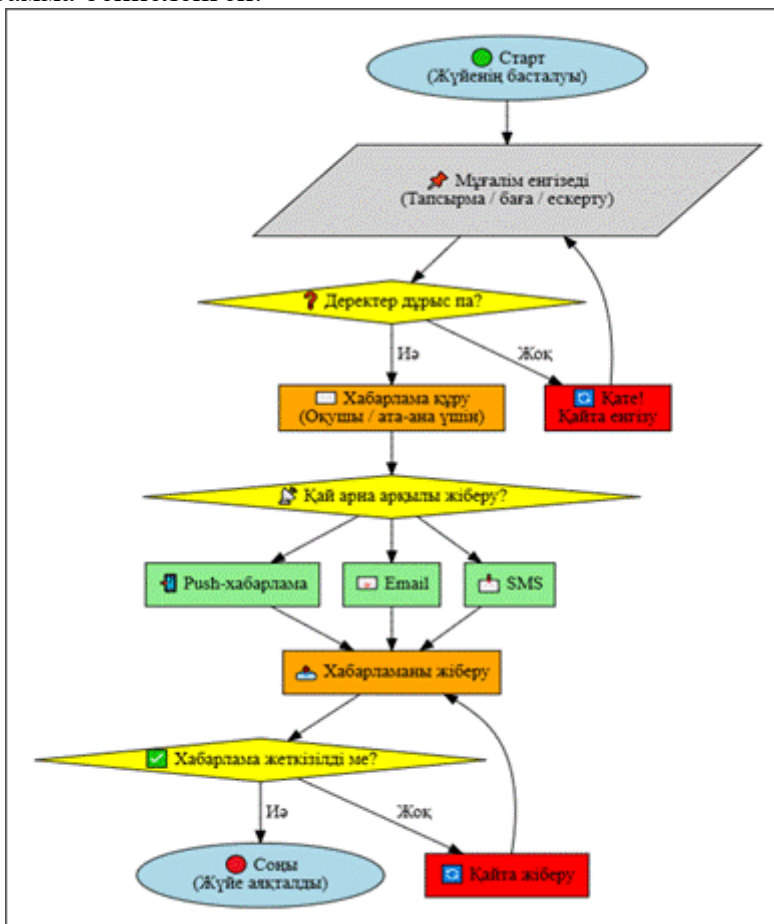 Старт
(Жүйенің басталуы)
Мұғалім енгізеді
(Тапсырма / баға / ескерту)
Деректер дұрыс па?
Иә
Жоқ
Хабарлама құру
(Оқушы / ата-ана үшін)
Қате!
Қайта енгізу
Қай арна арқылы жіберу?
Push-хабарлама
Email
SMS
Хабарламаны жіберу
Хабарлама жеткізілді ме?
Иә
Жоқ
Соңы
(Жүйе аяқталды)
Қайта жіберу